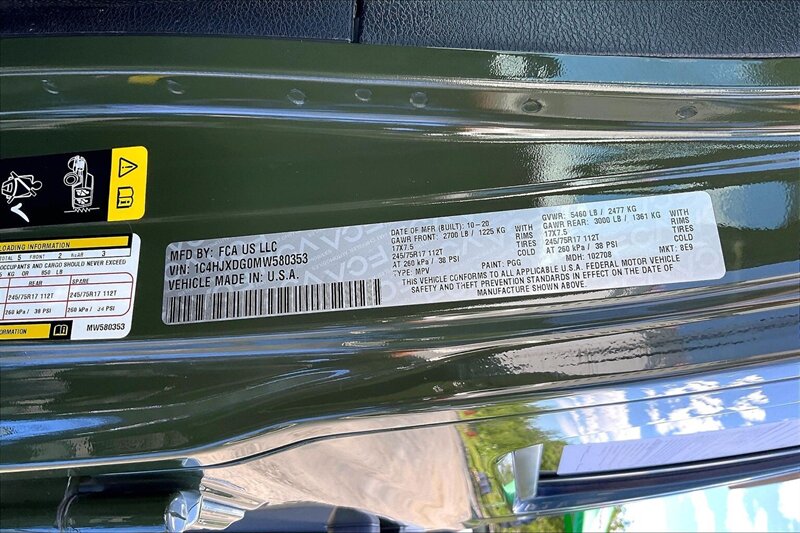 LOADING INFORMATION
TOTAL 5 FRONT 2 REAR 3
OCCUPANTS AND CARGO SHOULD NEVER EXCEED
KG OR 850 LB
REAR SPARE
245/75R17 112T 245/75R17 112T
260 kPa / 38 PSI 260 kPa / 34 PSI
INFORMATION
MW580353
MFD BY: FCA US LLC
VIN: 1C4HJXDG0MW580353
VEHICLE MADE IN: U.S.A.
DATE OF MFR (BUILT): 10-20 GVWR: 5460 LB / 2477 KG
GAWR FRONT: 2700 LB / 1225 KG WITH GAWR REAR: 3000 LB / 1361 KG WITH
17X7.5 RIMS 17X7.5 RIMS
245/75R17 112T TIRES 245/75R17 112T TIRES
AT 260 kPa / 38 PSI COLD AT 260 kPa / 38 PSI COLD
TYPE: MPV PAINT: PGG MDH: 102708 MKT: BE9
THIS VEHICLE CONFORMS TO ALL APPLICABLE U.S.A. FEDERAL MOTOR VEHICLE
SAFETY AND THEFT PREVENTION STANDARDS IN EFFECT ON THE DATE OF
MANUFACTURE SHOWN ABOVE.